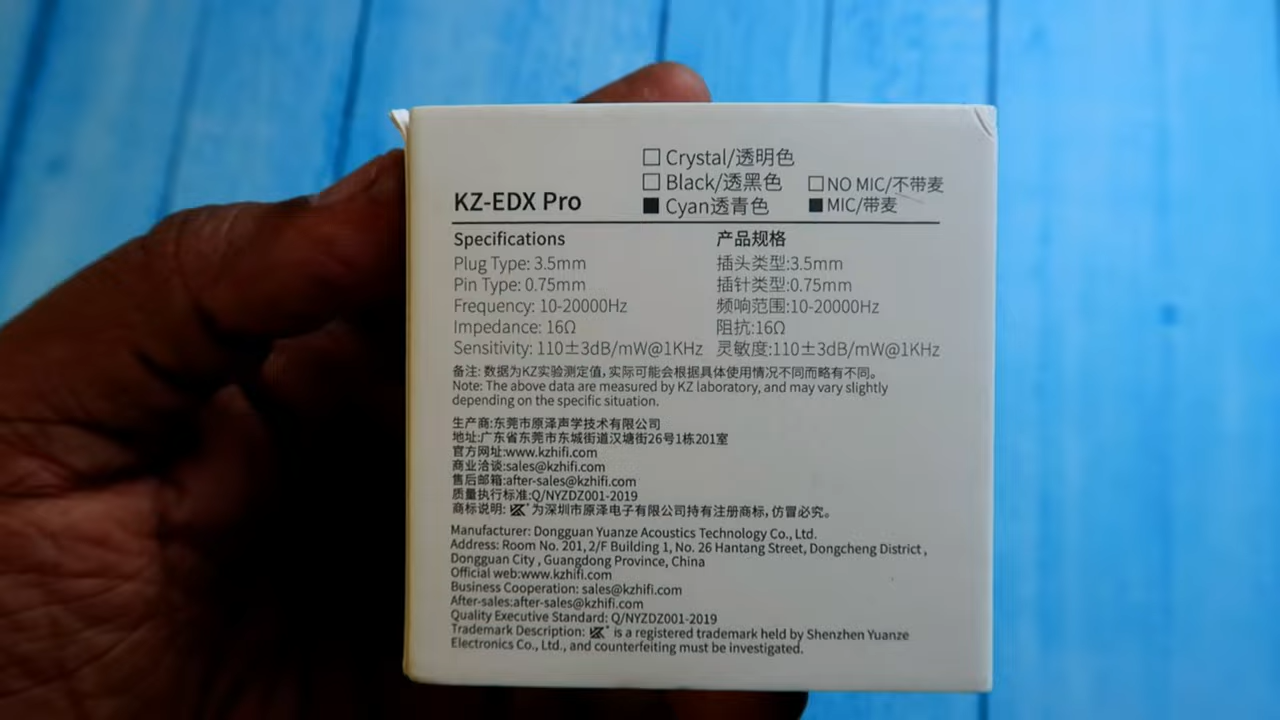 □ Crystal/透明色
□ Black/透黑色 □ NO MIC/不带麦
KZ-EDX Pro ■ Cyan透青色 ■ MIC/带麦
Specifications 产品规格
Plug Type: 3.5mm 插头类型:3.5mm
Pin Type: 0.75mm 插针类型:0.75mm
Frequency: 10-20000Hz 频响范围:10-20000Hz
Impedance: 16Ω 阻抗:16Ω
Sensitivity: 110±3dB/mW@1KHz 灵敏度:110±3dB/mW@1KHz
备注: 数据为KZ实验测定值,实际可能会根据具体使用情况不同而略有不同。
Note: The above data are measured by KZ laboratory, and may vary slightly
depending on the specific situation.
生产商:东莞市原泽声学技术有限公司
地址:广东省东莞市东城街道汉塘街26号1栋201室
官方网址:www.kzhifi.com
商业洽谈:sales@kzhifi.com
售后邮箱:after-sales@kzhifi.com
质量执行标准:Q/NYZDZ001-2019
商标说明: KZ 为深圳市原泽电子有限公司持有注册商标,仿冒必究。
Manufacturer: Dongguan Yuanze Acoustics Technology Co., Ltd.
Address: Room No. 201, 2/F Building 1, No. 26 Hantang Street, Dongcheng District ,
Dongguan City , Guangdong Province, China
Official web:www.kzhifi.com
Business Cooperation: sales@kzhifi.com
After-sales:after-sales@kzhifi.com
Quality Executive Standard: Q/NYZDZ001-2019
Trademark Description: KZ is a registered trademark held by Shenzhen Yuanze
Electronics Co., Ltd., and counterfeiting must be investigated.